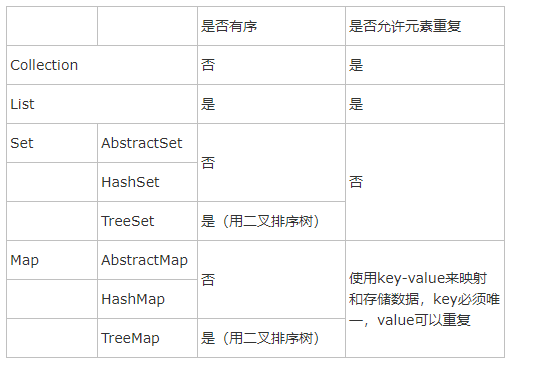 是否有序 是否允许元素重复
Collection 否 是
List 是 是
Set AbstractSet 否 否
HashSet
TreeSet 是（用二叉排序树）
Map AbstractMap 否 使用key-value来映射
和存储数据，key必须唯
一，value可以重复
HashMap
TreeMap 是（用二叉排序树）